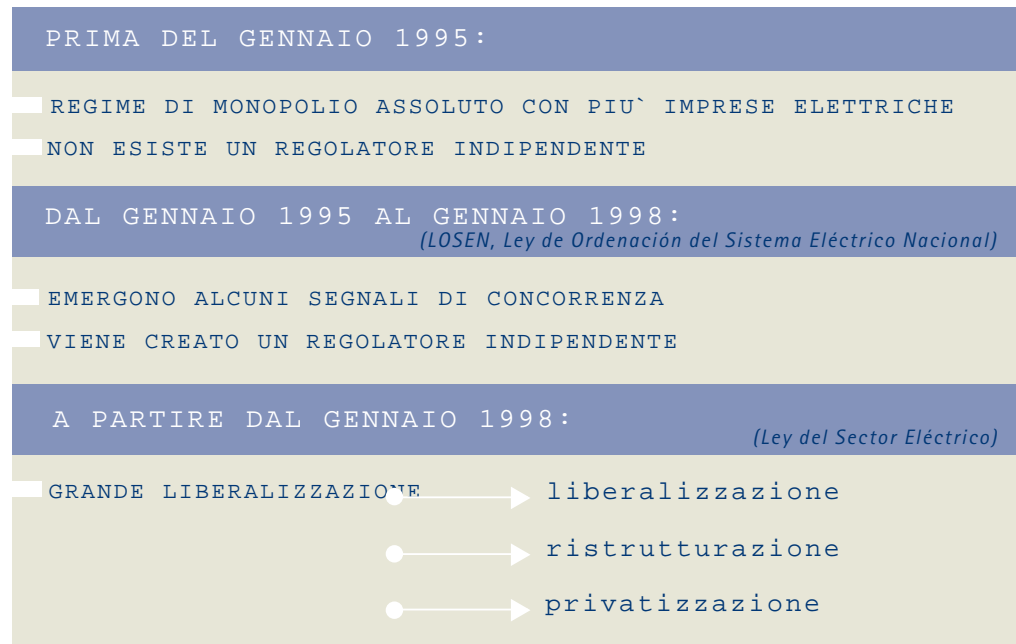 PRIMA DEL GENNAIO 1995:
REGIME DI MONOPOLIO ASSOLUTO CON PIU` IMPRESE ELETTRICHE
NON ESISTE UN REGOLATORE INDIPENDENTE
DAL GENNAIO 1995 AL GENNAIO 1998:
(LOSEN, Ley de Ordenación del Sistema Eléctrico Nacional)
EMERGONO ALCUNI SEGNALI DI CONCORRENZA
VIENE CREATO UN REGOLATORE INDIPENDENTE
A PARTIRE DAL GENNAIO 1998:
(Ley del Sector Eléctrico)
GRANDE LIBERALIZZAZIONE liberalizzazione
ristrutturazione
privatizzazione